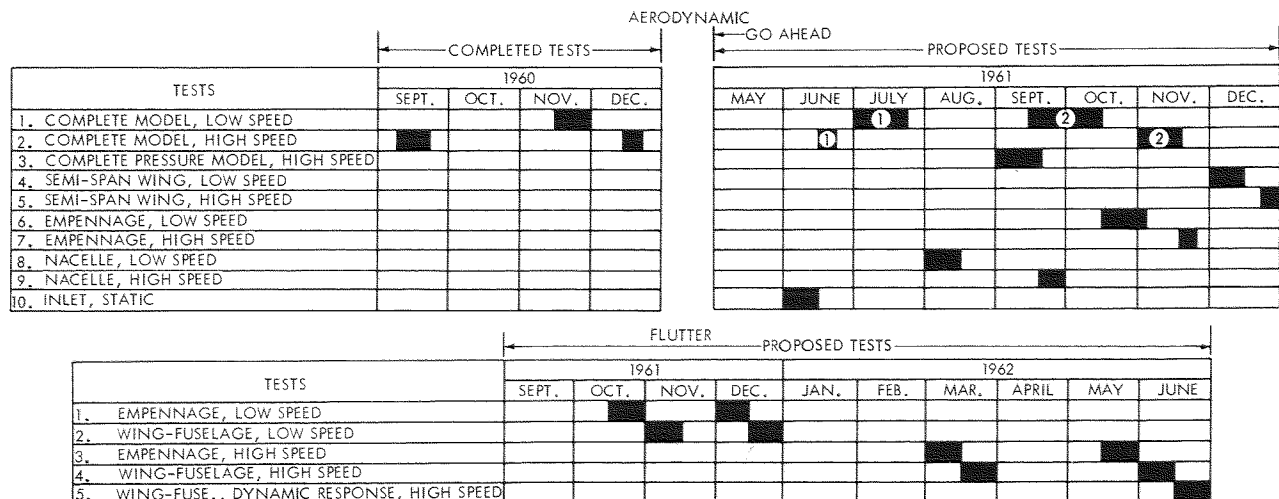 AERODYNAMIC
GO AHEAD
COMPLETED TESTS
PROPOSED TESTS
TESTS
1960
1961
SEPT. OCT. NOV. DEC.
MAY JUNE JULY AUG. SEPT. OCT. NOV. DEC.
1. COMPLETE MODEL, LOW SPEED 1 2
2. COMPLETE MODEL, HIGH SPEED 1 2
3. COMPLETE PRESSURE MODEL, HIGH SPEED
4. SEMI-SPAN WING, LOW SPEED
5. SEMI-SPAN WING, HIGH SPEED
6. EMPENNAGE, LOW SPEED
7. EMPENNAGE, HIGH SPEED
8. NACELLE, LOW SPEED
9. NACELLE, HIGH SPEED
10. INLET, STATIC
FLUTTER
PROPOSED TESTS
TESTS
1961 1962
SEPT. OCT. NOV. DEC. JAN. FEB. MAR. APRIL MAY JUNE
1. EMPENNAGE, LOW SPEED
2. WING-FUSELAGE, LOW SPEED
3. EMPENNAGE, HIGH SPEED
4. WING-FUSELAGE, HIGH SPEED
5. WING-FUSE., DYNAMIC RESPONSE, HIGH SPEED